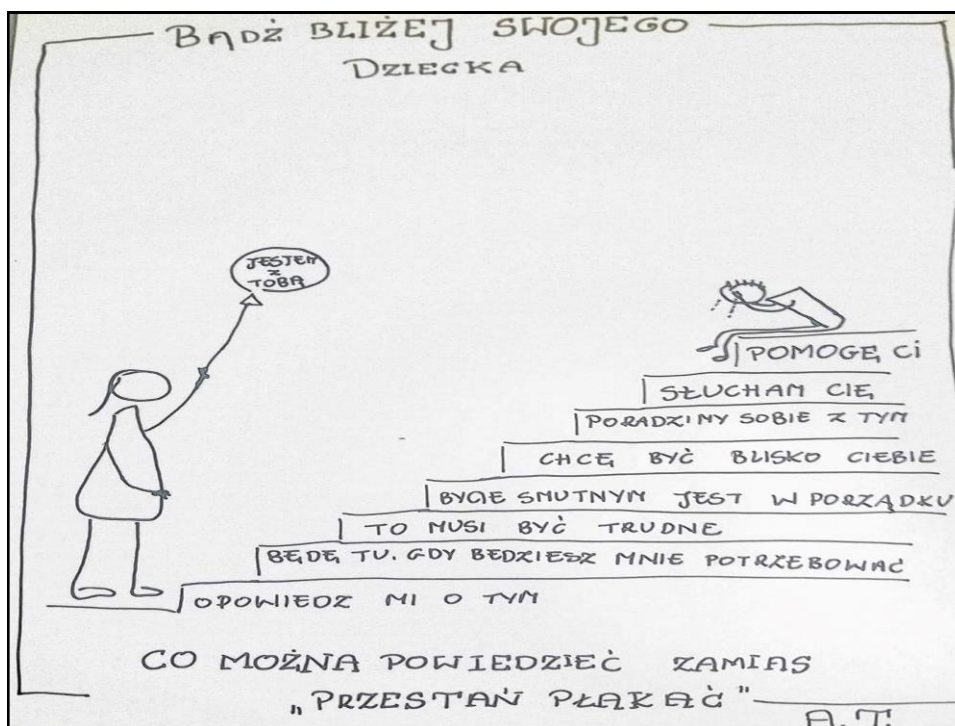 BĄDŹ BLIŻEJ SWOJEGO
DZIECKA
JESTEM
Z
TOBĄ
POMOGĘ CI
SŁUCHAM CIĘ
PORADZIMY SOBIE Z TYM
CHCĘ BYĆ BLISKO CIEBIE
BYCIE SMUTNYM JEST W PORZĄDKU
TO MUSI BYĆ TRUDNE
BĘDĘ TU. GDY BĘDZIESZ MNIE POTRZEBOWAĆ
OPOWIEDZ MI O TYM
CO MOŻNA POWIEDZIEĆ ZAMIAS
„PRZESTAŃ PŁAKAĆ"
A.T.